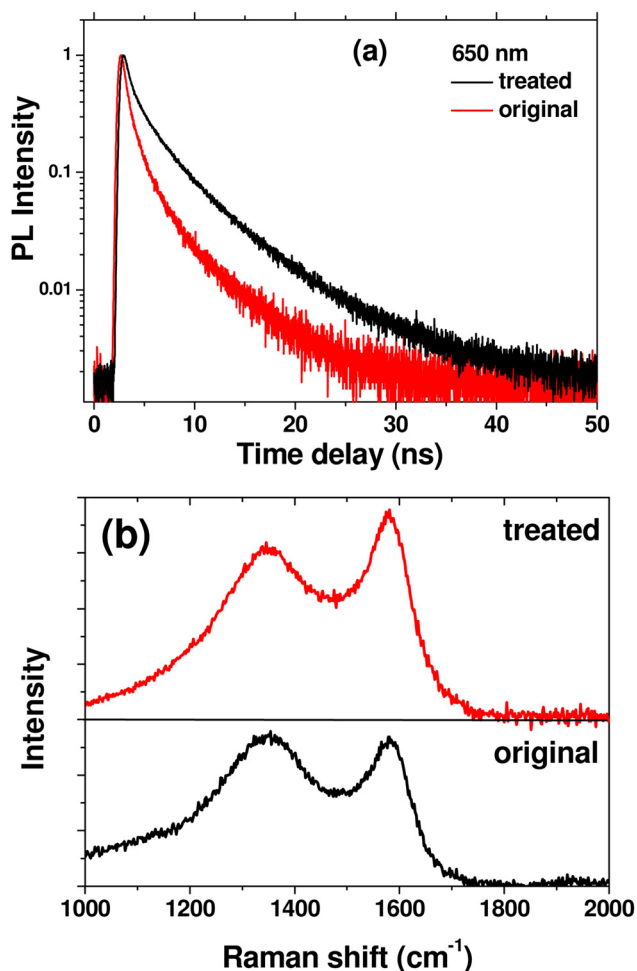 (a)
650 nm
treated
original
PL Intensity
1
0.1
0.01
0 10 20 30 40 50
Time delay (ns)
(b)
treated
original
Intensity
1000 1200 1400 1600 1800 2000
Raman shift (cm⁻¹)